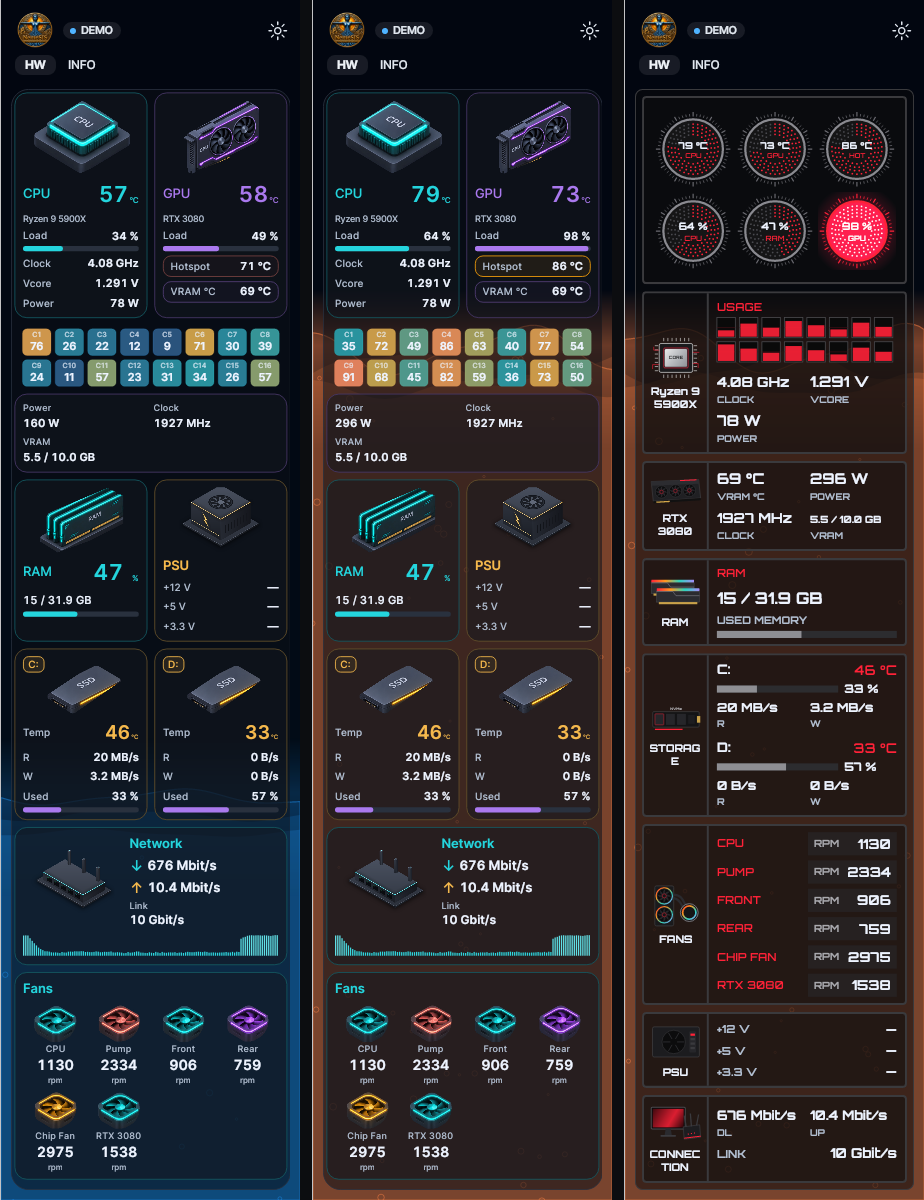 DEMO
HW INFO
CPU
CPU 57 °C
Ryzen 9 5900X
Load 34 %
Clock 4.08 GHz
Vcore 1.291 V
Power 78 W
GPU 58 °C
RTX 3080
Load 49 %
Hotspot 71 °C
VRAM °C 69 °C
C1 C2 C3 C4 C5 C6 C7 C8
76 26 22 12 9 71 30 39
C9 C10 C11 C12 C13 C14 C15 C16
24 11 57 23 31 34 26 57
Power Clock
160 W 1927 MHz
VRAM
5.5 / 10.0 GB
RAM
RAM 47 %
15 / 31.9 GB
PSU
+12 V —
+5 V —
+3.3 V —
C:
SSD
Temp 46 °C
R 20 MB/s
W 3.2 MB/s
Used 33 %
D:
SSD
Temp 33 °C
R 0 B/s
W 0 B/s
Used 57 %
Network
↓ 676 Mbit/s
↑ 10.4 Mbit/s
Link
10 Gbit/s
Fans
CPU Pump Front Rear
1130 2334 906 759
rpm rpm rpm rpm
Chip Fan RTX 3080
2975 1538
rpm rpm
DEMO
HW INFO
CPU
CPU 79 °C
Ryzen 9 5900X
Load 64 %
Clock 4.08 GHz
Vcore 1.291 V
Power 78 W
GPU 73 °C
RTX 3080
Load 98 %
Hotspot 86 °C
VRAM °C 69 °C
C1 C2 C3 C4 C5 C6 C7 C8
35 72 49 86 63 40 77 54
C9 C10 C11 C12 C13 C14 C15 C16
91 68 45 82 59 36 73 50
Power Clock
296 W 1927 MHz
VRAM
5.5 / 10.0 GB
RAM
RAM 47 %
15 / 31.9 GB
PSU
+12 V —
+5 V —
+3.3 V —
C:
SSD
Temp 46 °C
R 20 MB/s
W 3.2 MB/s
Used 33 %
D:
SSD
Temp 33 °C
R 0 B/s
W 0 B/s
Used 57 %
Network
↓ 676 Mbit/s
↑ 10.4 Mbit/s
Link
10 Gbit/s
Fans
CPU Pump Front Rear
1130 2334 906 759
rpm rpm rpm rpm
Chip Fan RTX 3080
2975 1538
rpm rpm
DEMO
HW INFO
79 °C 73 °C 86 °C
CPU GPU HOT
64 % 47 % 98 %
CPU RAM GPU
CORE
Ryzen 9
5900X
USAGE
4.08 GHz 1.291 V
CLOCK VCORE
78 W
POWER
RTX
3080
69 °C 296 W
VRAM °C POWER
1927 MHz 5.5 / 10.0 GB
CLOCK VRAM
RAM
RAM
15 / 31.9 GB
USED MEMORY
STORAG
E
C: 46 °C
33 %
20 MB/s 3.2 MB/s
R W
D: 33 °C
57 %
0 B/s 0 B/s
R W
FANS
CPU RPM 1130
PUMP RPM 2334
FRONT RPM 906
REAR RPM 759
CHIP FAN RPM 2975
RTX 3080 RPM 1538
PSU
+12 V —
+5 V —
+3.3 V —
CONNEC
TION
676 Mbit/s 10.4 Mbit/s
DL UP
LINK 10 Gbit/s